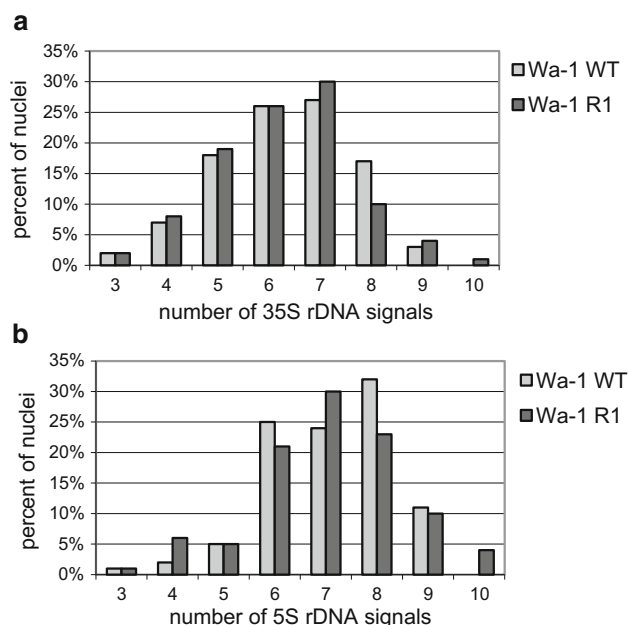 a
35%
30%
25%
20%
15%
10%
5%
0%
percent of nuclei
3 4 5 6 7 8 9 10
number of 35S rDNA signals
Wa-1 WT
Wa-1 R1
b
35%
30%
25%
20%
15%
10%
5%
0%
percent of nuclei
3 4 5 6 7 8 9 10
number of 5S rDNA signals
Wa-1 WT
Wa-1 R1